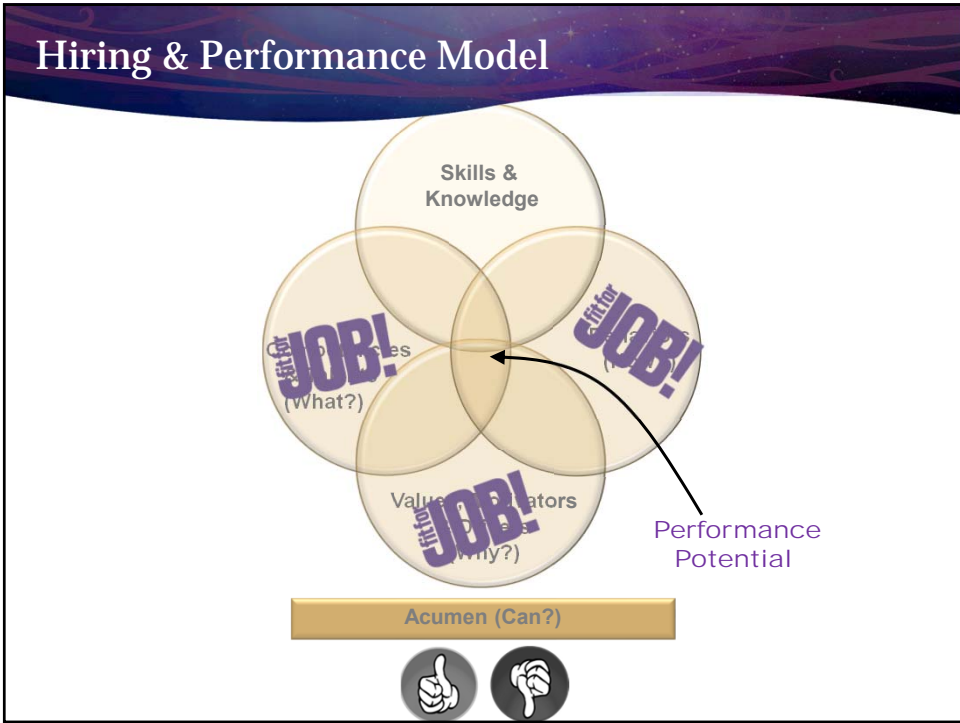 Hiring & Performance Model
Skills &
Knowledge
fit for
JOB!
(What?)
fit for
JOB!
fit for
JOB!
(Why?)
Performance
Potential
Acumen (Can?)